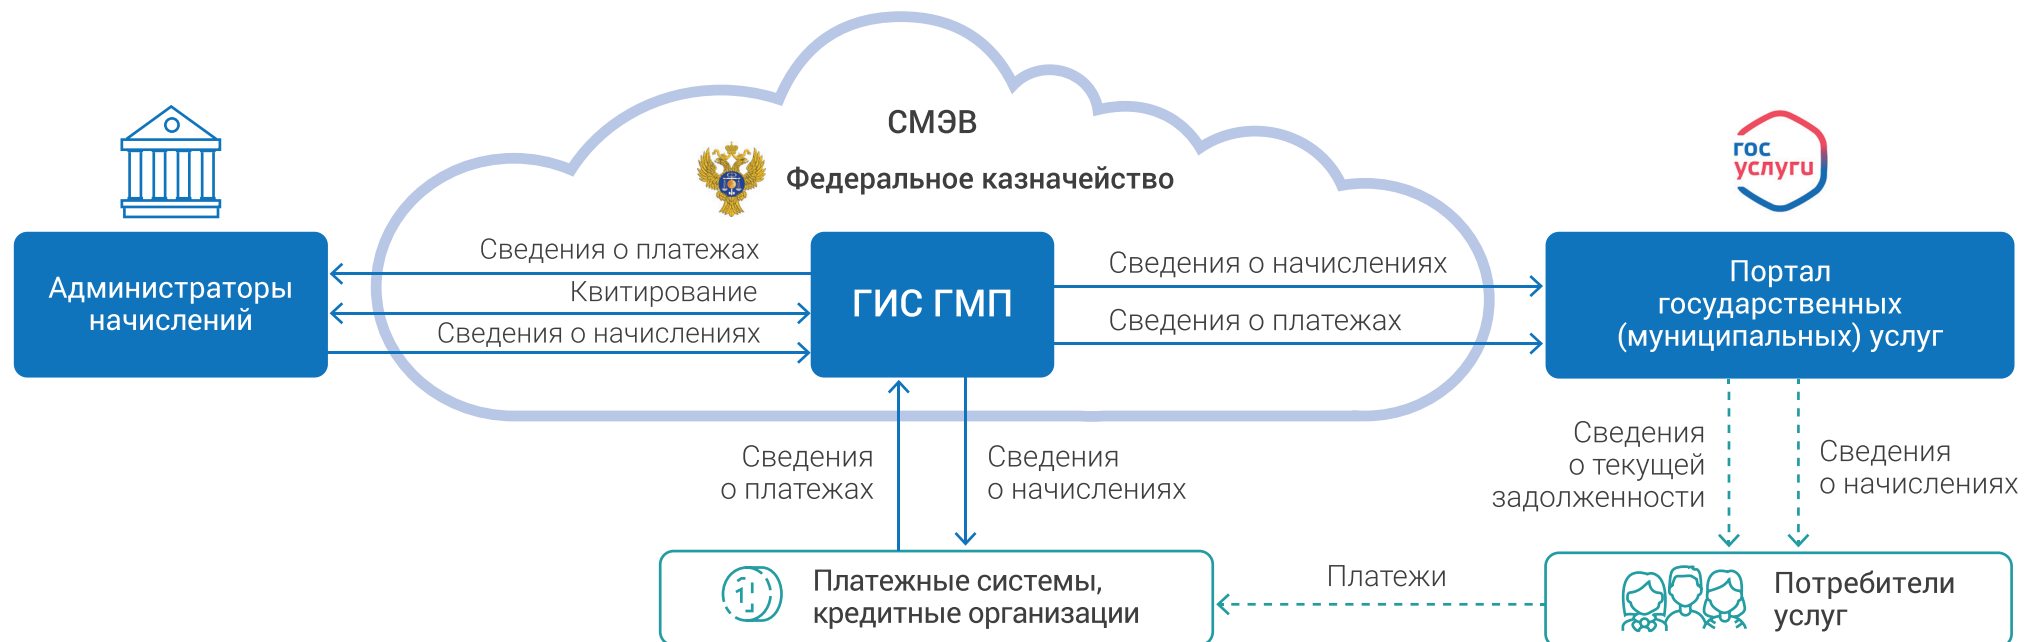 СМЭВ
Федеральное казначейство
гос
услуги
Администраторы
начислений
Сведения о платежах
Квитирование
Сведения о начислениях
ГИС ГМП
Сведения о начислениях
Сведения о платежах
Портал
государственных
(муниципальных) услуг
Сведения
о платежах
Сведения
о начислениях
Сведения
о текущей
задолженности
Сведения
о начислениях
1
Платежные системы,
кредитные организации
Платежи
Потребители
услуг